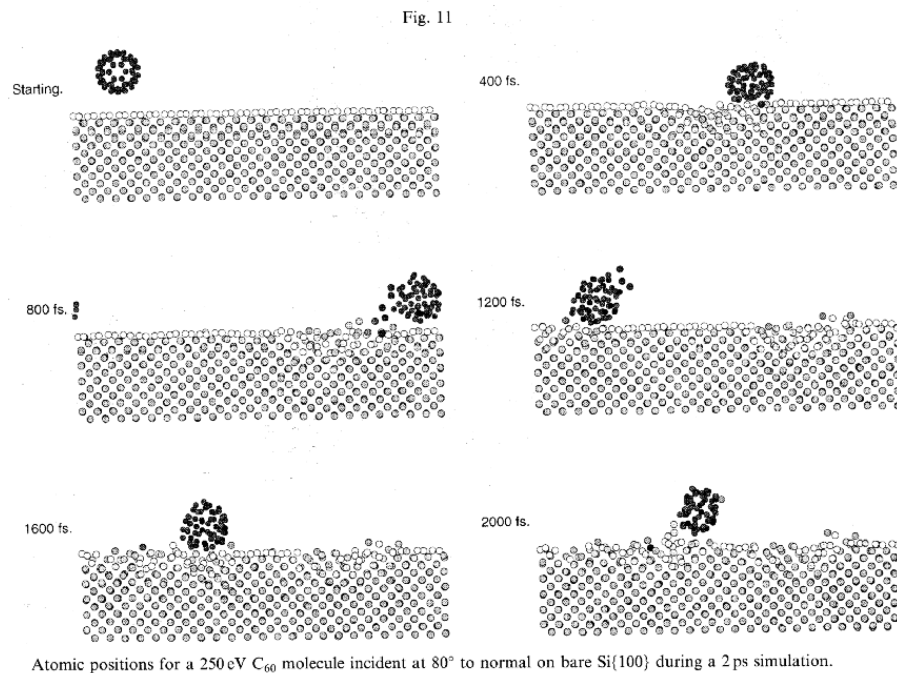 Fig. 11
Starting.
400 fs.
800 fs.
1200 fs.
1600 fs.
2000 fs.
Atomic positions for a 250 eV C₆₀ molecule incident at 80° to normal on bare Si{100} during a 2 ps simulation.